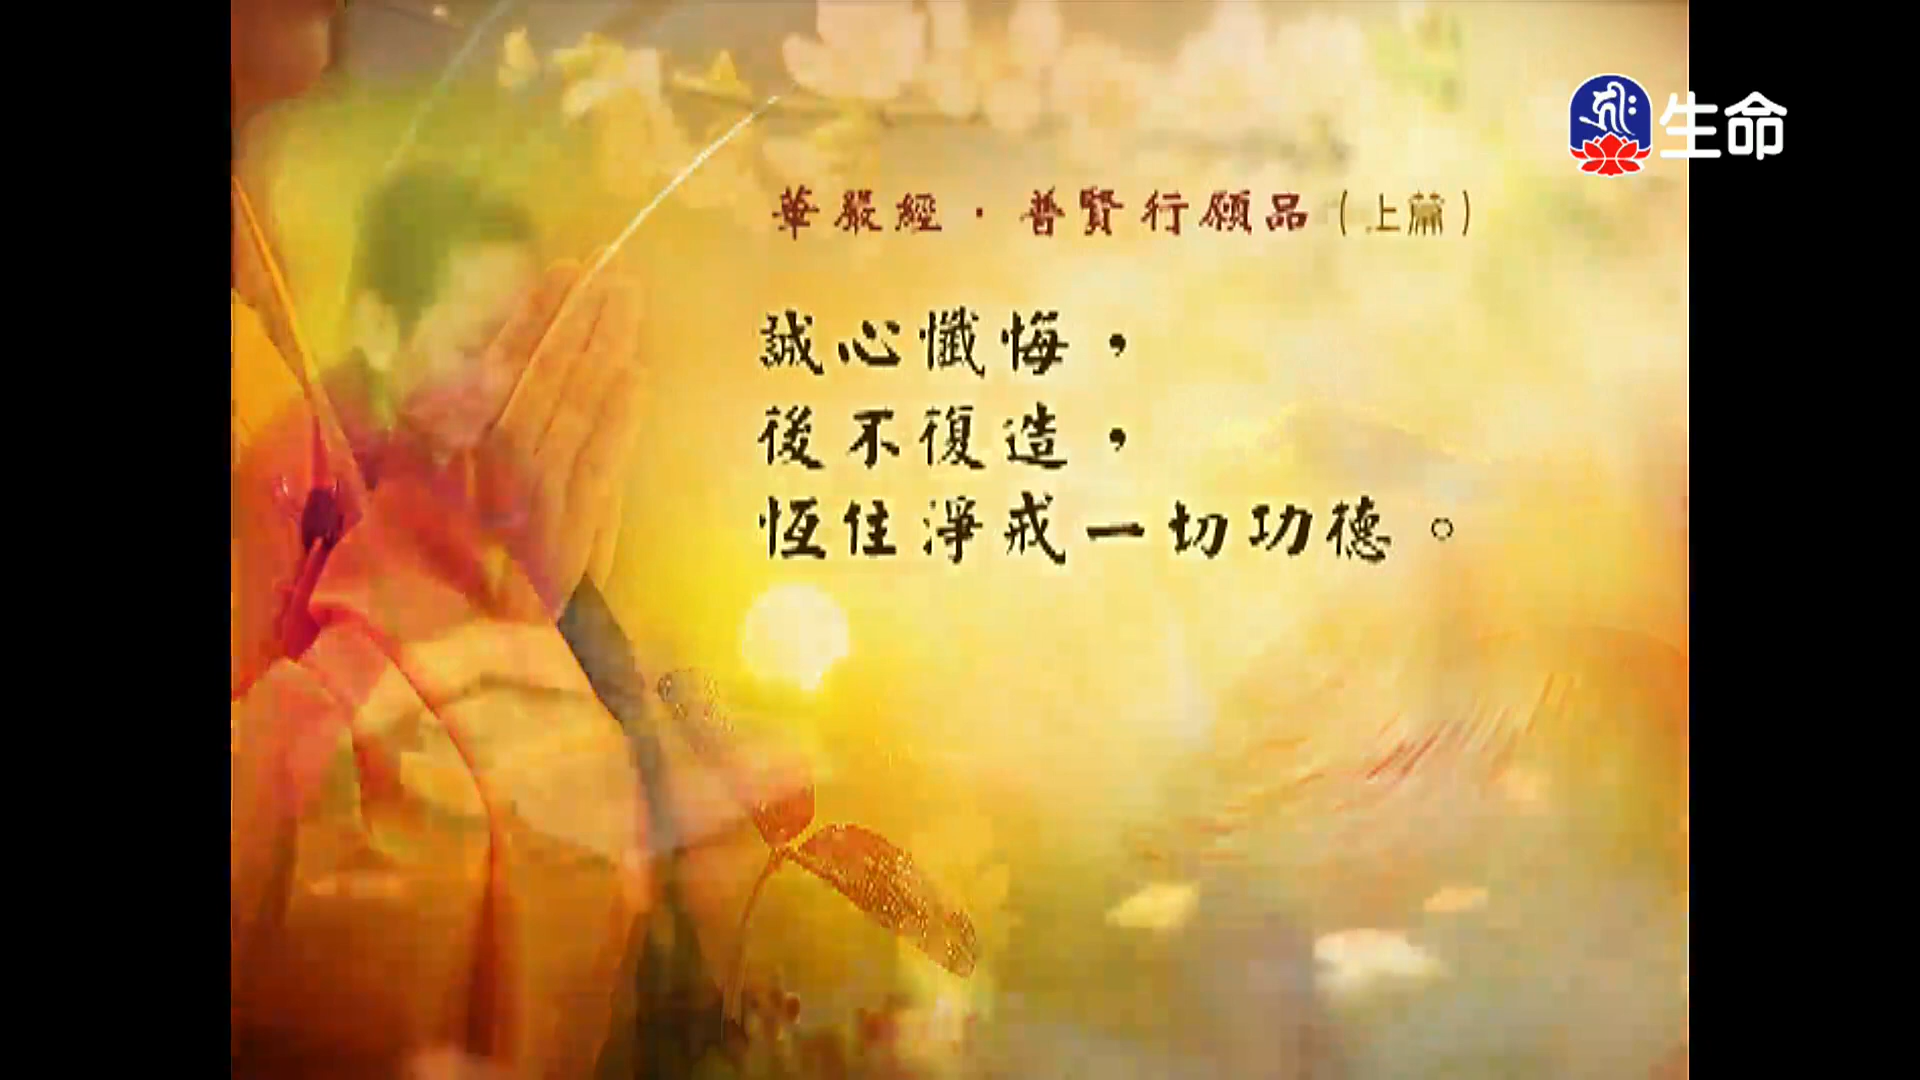 生命
華嚴經・普賢行願品（上篇）
誠心懺悔，
後不復造，
恆住淨戒一切功德。